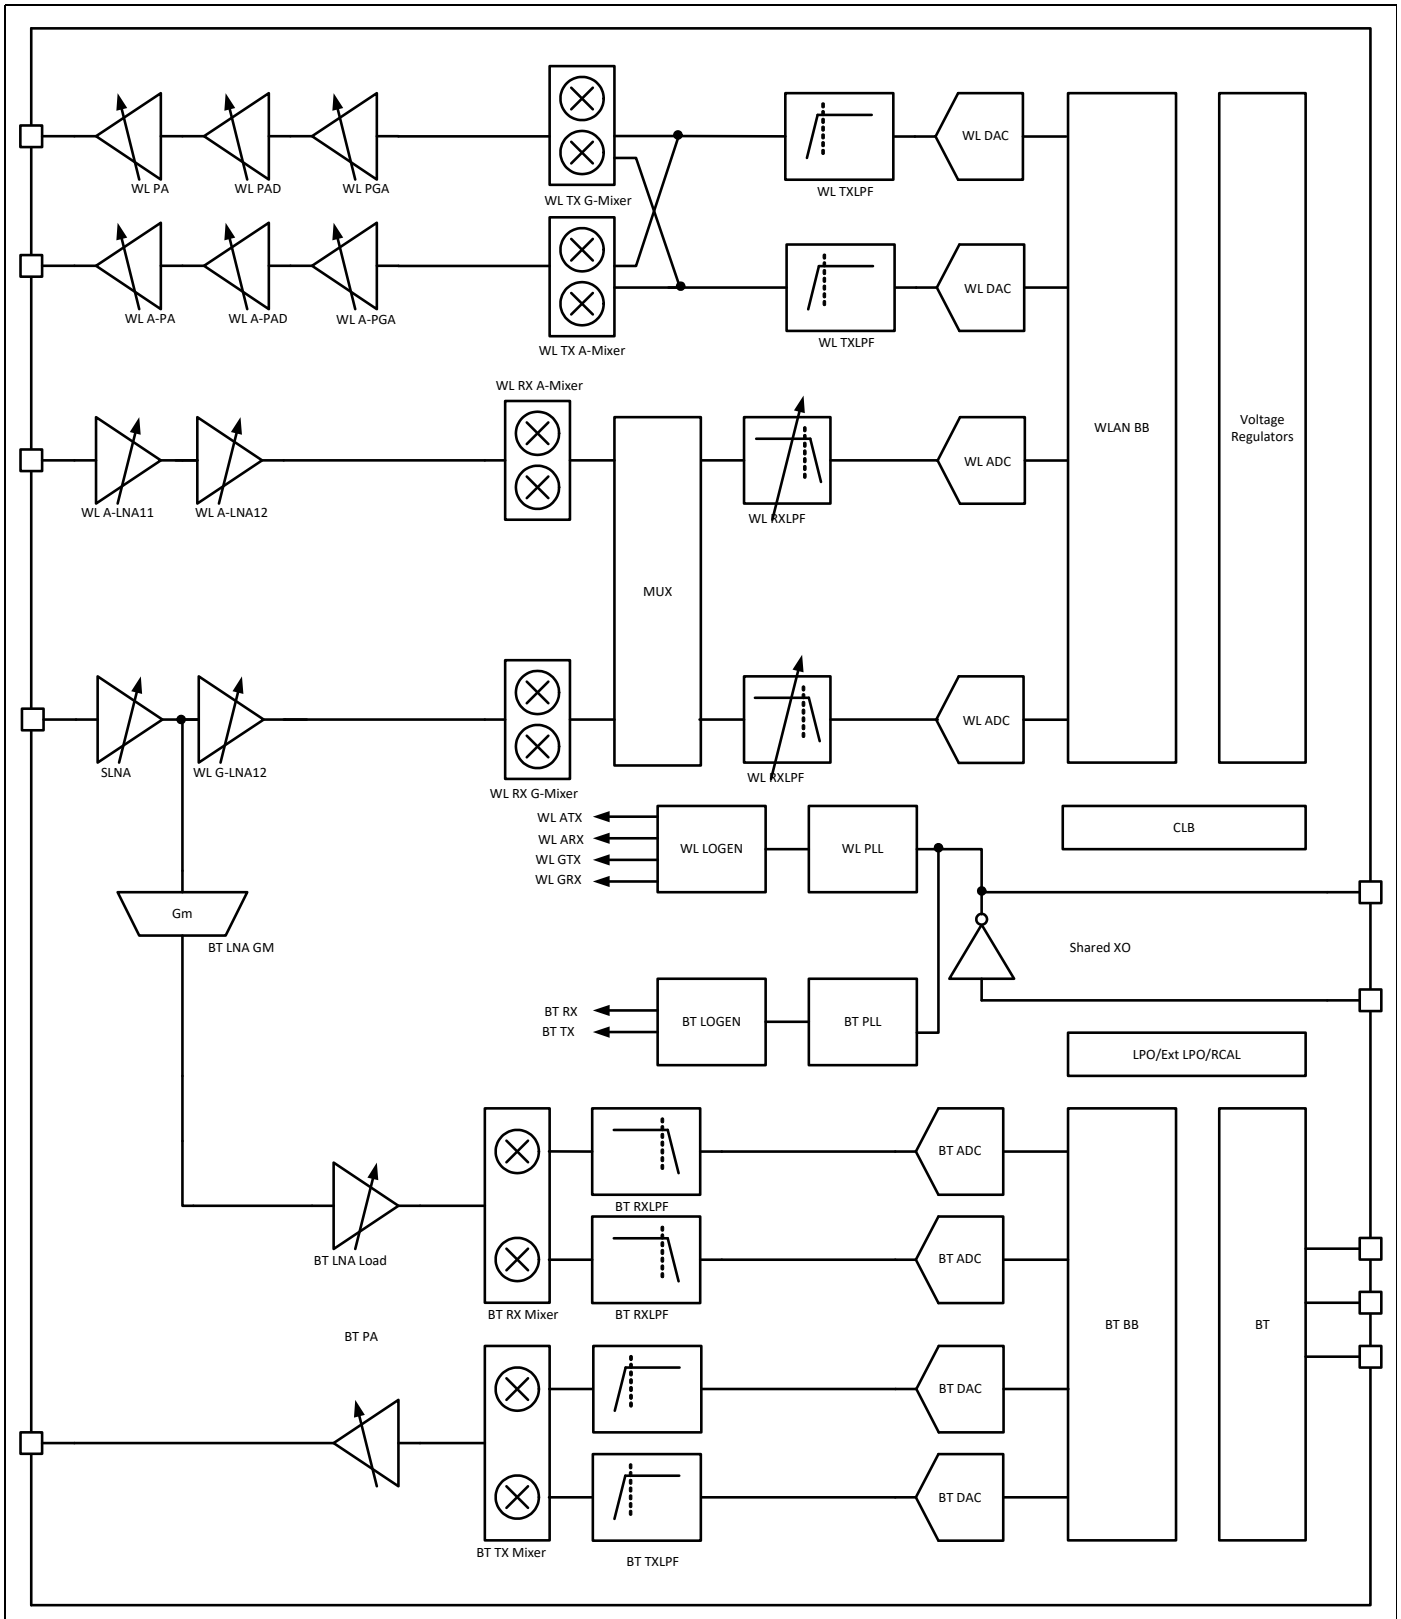 WL DAC
WL PA
WL PAD
WL PGA
WL TXLPF
WL TX G-Mixer
WL DAC
WL A-PA
WL A-PAD
WL A-PGA
WL TXLPF
WL TX A-Mixer
WL RX A-Mixer
WLAN BB
Voltage
Regulators
WL ADC
WL A-LNA11
WL A-LNA12
WL RXLPF
MUX
WL ADC
SLNA
WL G-LNA12
WL RXLPF
WL RX G-Mixer
WL ATX
WL ARX
WL GTX
WL GRX
WL LOGEN
WL PLL
CLB
Gm
BT LNA GM
Shared XO
BT RX
BT TX
BT LOGEN
BT PLL
LPO/Ext LPO/RCAL
BT ADC
BT RXLPF
BT LNA Load
BT ADC
BT RX Mixer
BT RXLPF
BT PA
BT BB
BT
BT DAC
BT DAC
BT TX Mixer
BT TXLPF